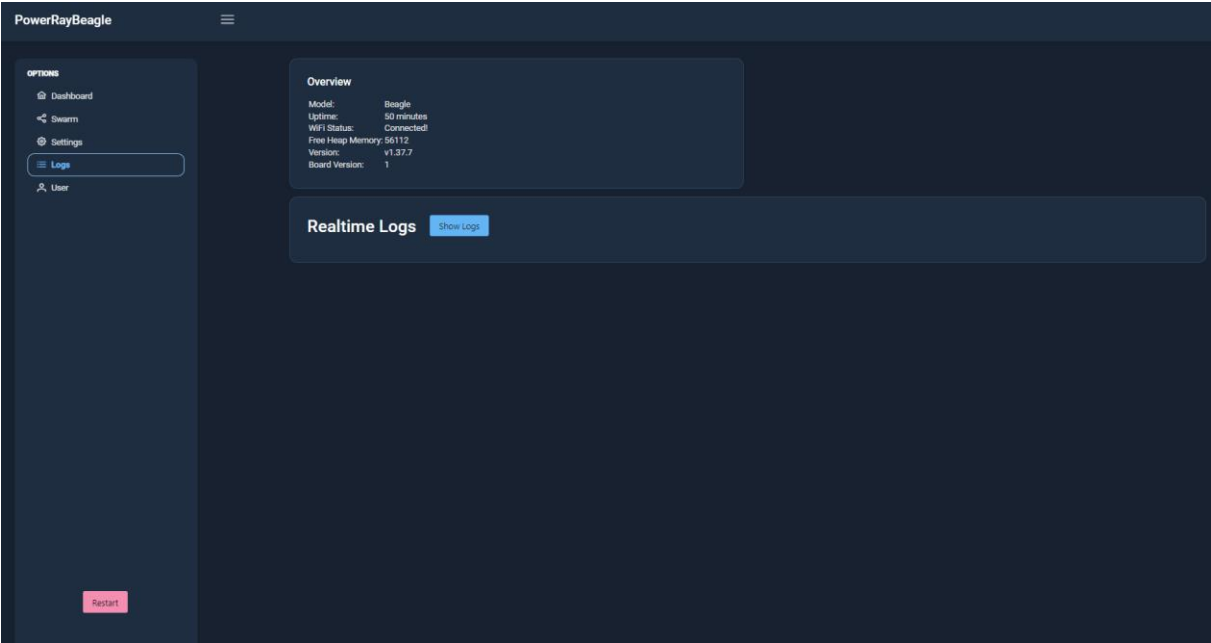 PowerRayBeagle
OPTIONS
Dashboard
Swarm
Settings
Logs
User
Restart
Overview
Model: Beagle
Uptime: 50 minutes
WiFi Status: Connected!
Free Heap Memory: 56112
Version: v1.37.7
Board Version: 1
Realtime Logs Show Logs